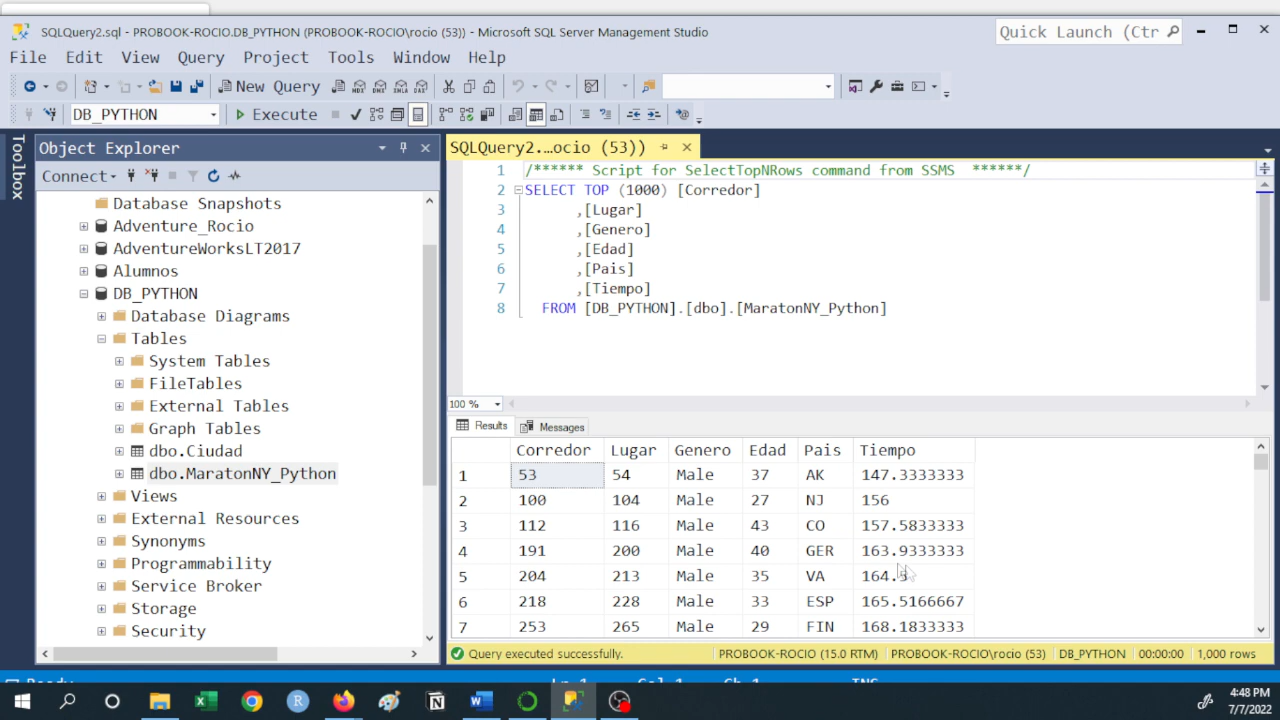 SQLQuery2.sql - PROBOOK-ROCIO.DB_PYTHON (PROBOOK-ROCIO\rocio (53)) - Microsoft SQL Server Management Studio
Quick Launch (Ctr
File Edit View Query Project Tools Window Help
New Query
DB_PYTHON Execute
Toolbox
Object Explorer
Connect
Database Snapshots
Adventure_Rocio
AdventureWorksLT2017
Alumnos
DB_PYTHON
Database Diagrams
Tables
System Tables
FileTables
External Tables
Graph Tables
dbo.Ciudad
dbo.MaratonNY_Python
Views
External Resources
Synonyms
Programmability
Service Broker
Storage
Security
SQLQuery2...ocio (53))
1 /****** Script for SelectTopNRows command from SSMS ******/
2 SELECT TOP (1000) [Corredor]
3 ,[Lugar]
4 ,[Genero]
5 ,[Edad]
6 ,[Pais]
7 ,[Tiempo]
8 FROM [DB_PYTHON].[dbo].[MaratonNY_Python]
100 %
Results Messages
Corredor Lugar Genero Edad Pais Tiempo
1 53 54 Male 37 AK 147.3333333
2 100 104 Male 27 NJ 156
3 112 116 Male 43 CO 157.5833333
4 191 200 Male 40 GER 163.9333333
5 204 213 Male 35 VA
6 218 228 Male 33 ESP 165.5166667
7 253 265 Male 29 FIN 168.1833333
Query executed successfully. PROBOOK-ROCIO (15.0 RTM) PROBOOK-ROCIO\rocio (53) DB_PYTHON 00:00:00 1,000 rows
4:48 PM
7/7/2022